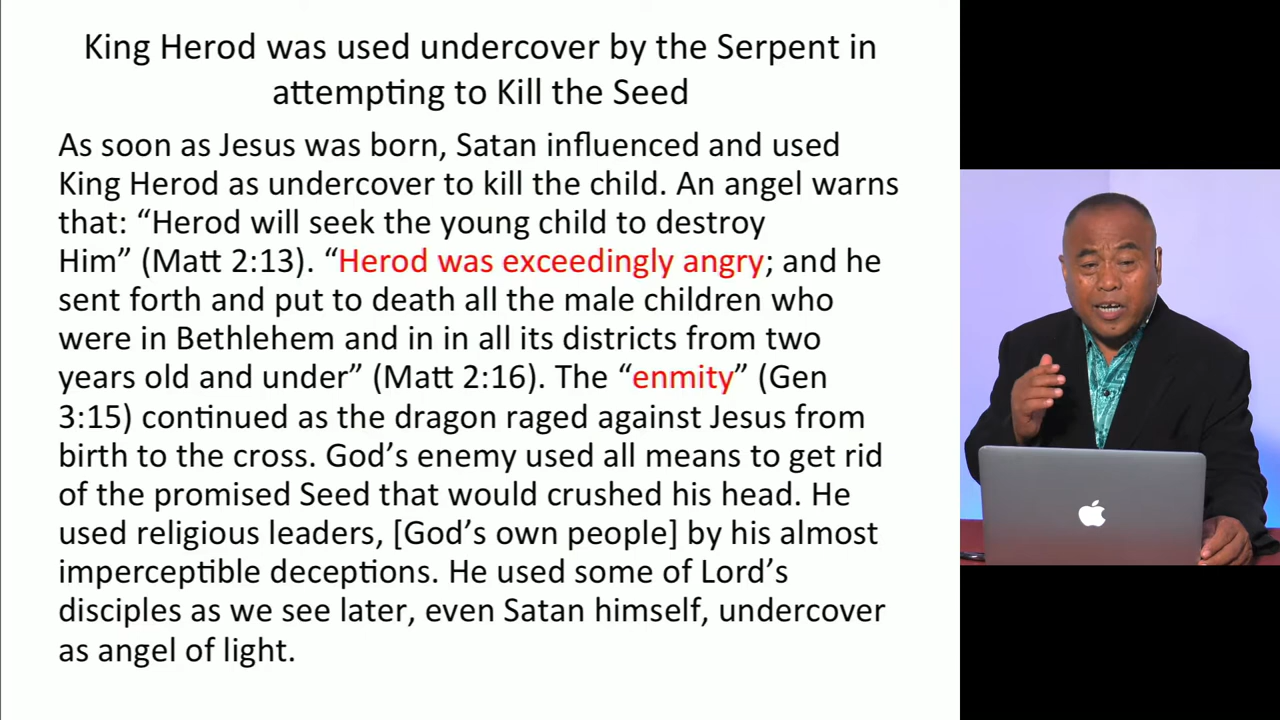 King Herod was used undercover by the Serpent in
attempting to Kill the Seed
As soon as Jesus was born, Satan influenced and used
King Herod as undercover to kill the child. An angel warns
that: “Herod will seek the young child to destroy
Him” (Matt 2:13). “Herod was exceedingly angry; and he
sent forth and put to death all the male children who
were in Bethlehem and in in all its districts from two
years old and under” (Matt 2:16). The “enmity” (Gen
3:15) continued as the dragon raged against Jesus from
birth to the cross. God’s enemy used all means to get rid
of the promised Seed that would crushed his head. He
used religious leaders, [God’s own people] by his almost
imperceptible deceptions. He used some of Lord’s
disciples as we see later, even Satan himself, undercover
as angel of light.